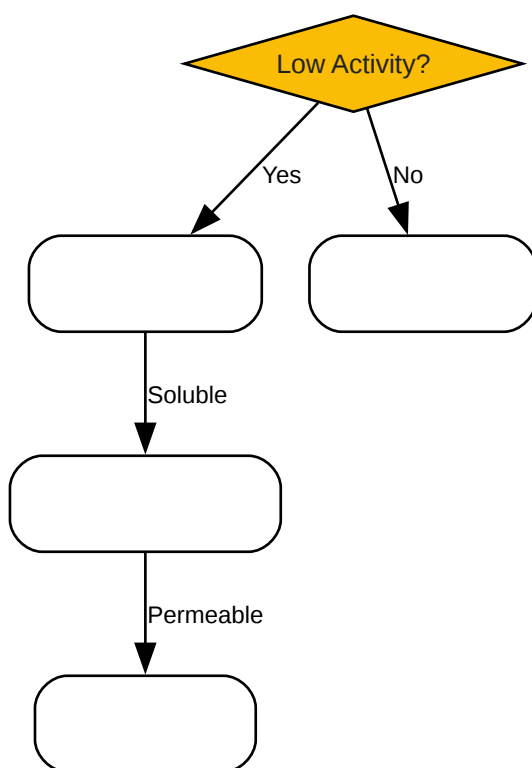 Low Activity?
Yes
No
Soluble
Permeable